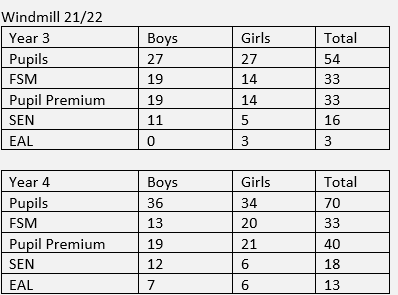 Windmill 21/22
Year 3 Boys Girls Total
Pupils 27 27 54
FSM 19 14 33
Pupil Premium 19 14 33
SEN 11 5 16
EAL 0 3 3
Year 4 Boys Girls Total
Pupils 36 34 70
FSM 13 20 33
Pupil Premium 19 21 40
SEN 12 6 18
EAL 7 6 13